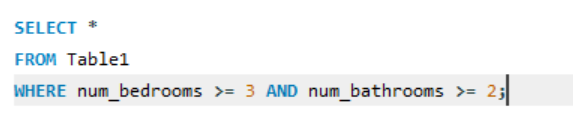 SELECT *
FROM Table1
WHERE num_bedrooms >= 3 AND num_bathrooms >= 2;